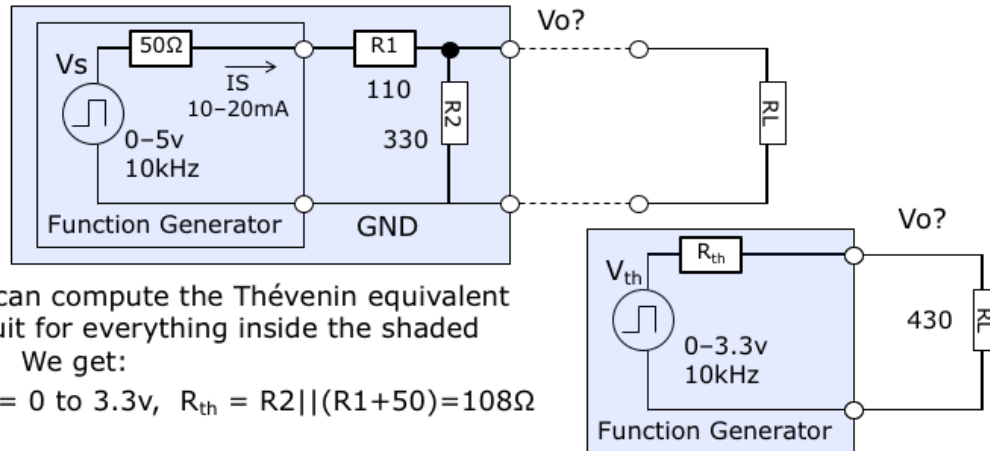 Vo?
50Ω
R1
Vs
IS
10–20mA
110
R2
330
RL
0–5v
10kHz
Function Generator
GND
Vo?
can compute the Thévenin equivalent
uit for everything inside the shaded
We get:
= 0 to 3.3v, Rth = R2||(R1+50)=108Ω
Rth
Vth
0–3.3v
10kHz
430
RL
Function Generator